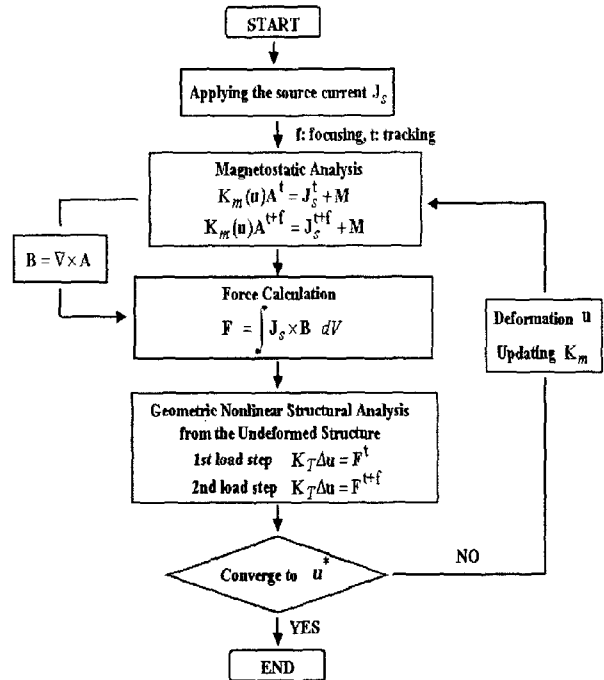 START
Applying the source current J_s
f: focusing, t: tracking
Magnetostatic Analysis
K_m(u)A^t = J_s^t + M
K_m(u)A^{t+f} = J_s^{t+f} + M
B = ∇ × A
Force Calculation
F = ∫ J_s × B dV
Deformation u
Updating K_m
Geometric Nonlinear Structural Analysis
from the Undeformed Structure
1st load step K_T Δu = F^t
2nd load step K_T Δu = F^{t+f}
Converge to u^*
NO
YES
END